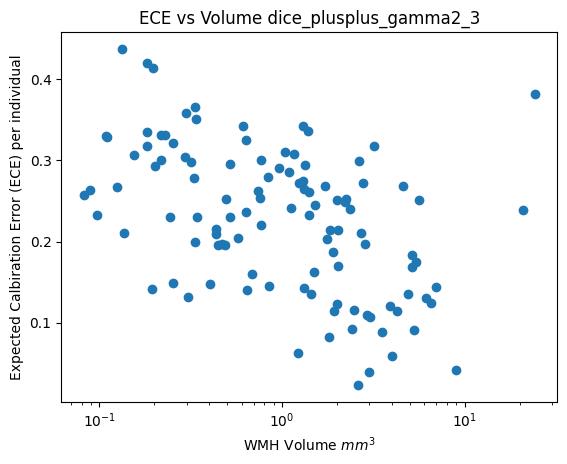 ECE vs Volume dice_plusplus_gamma2_3
Expected Calbiration Error (ECE) per individual
0.4
0.3
0.2
0.1
10⁻¹
10⁰
10¹
WMH Volume mm³